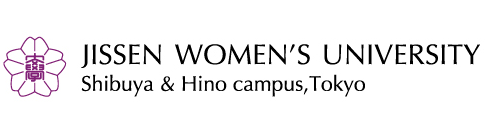 JISSEN WOMEN'S UNIVERSITY
Shibuya & Hino campus,Tokyo